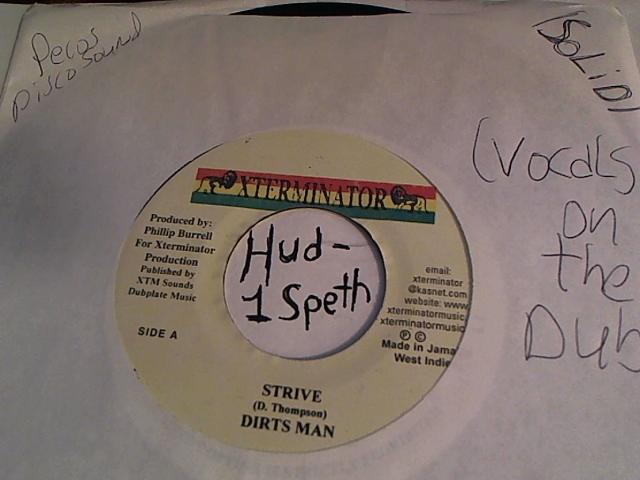 Pecos
Disco Sound
(SoLiD)
(Vocals
on
the
Dub
XTERMINATOR
Produced by:
Phillip Burrell
For Xterminator
Production
Published by
XTM Sounds
Dubplate Music
SIDE A
Hud-
1 Speth
email:
xterminator
@kasnet.com
website: www
xterminatormusic
xterminatormusic
℗ ©
Made in Jama
West Indie
STRIVE
(D. Thompson)
DIRTS MAN